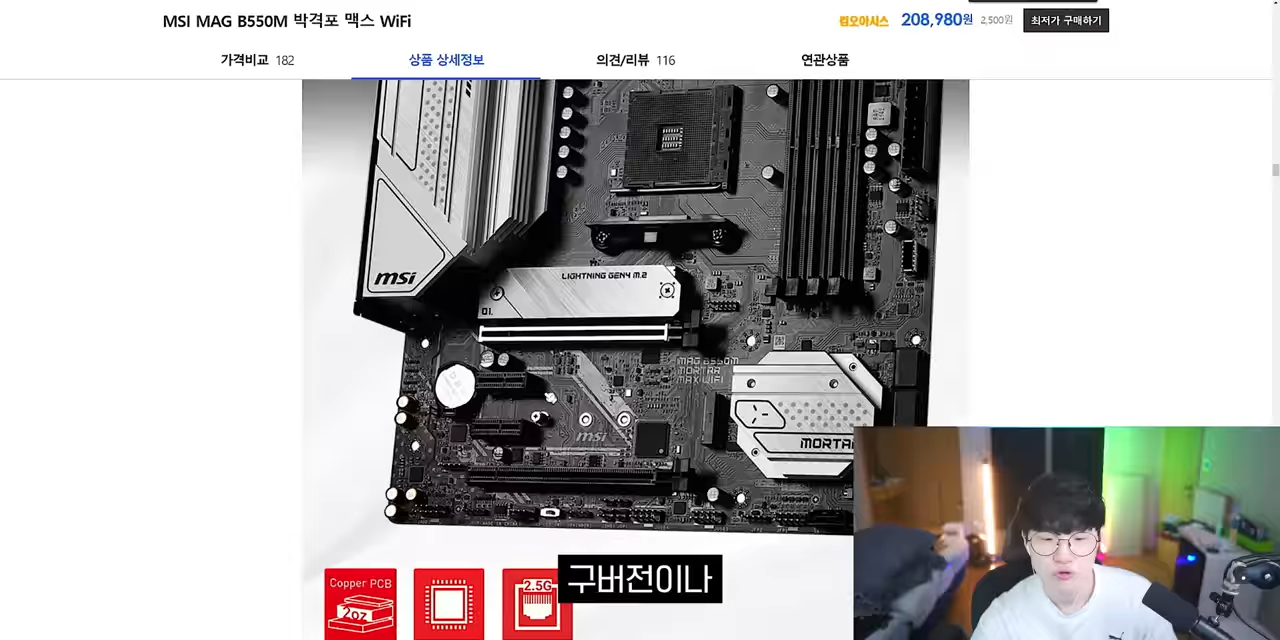 MSI MAG B550M 박격포 맥스 WiFi
컴오아시스 208,980원 2,500원 최저가 구매하기
가격비교 182 상품 상세정보 의견/리뷰 116 연관상품
msi
LIGHTNING GEN4 M.2
01.
MAG B550M
MORTAR
MAX WIFI
msi
MORTAR
Copper PCB
2oz
2.5G
구버전이나